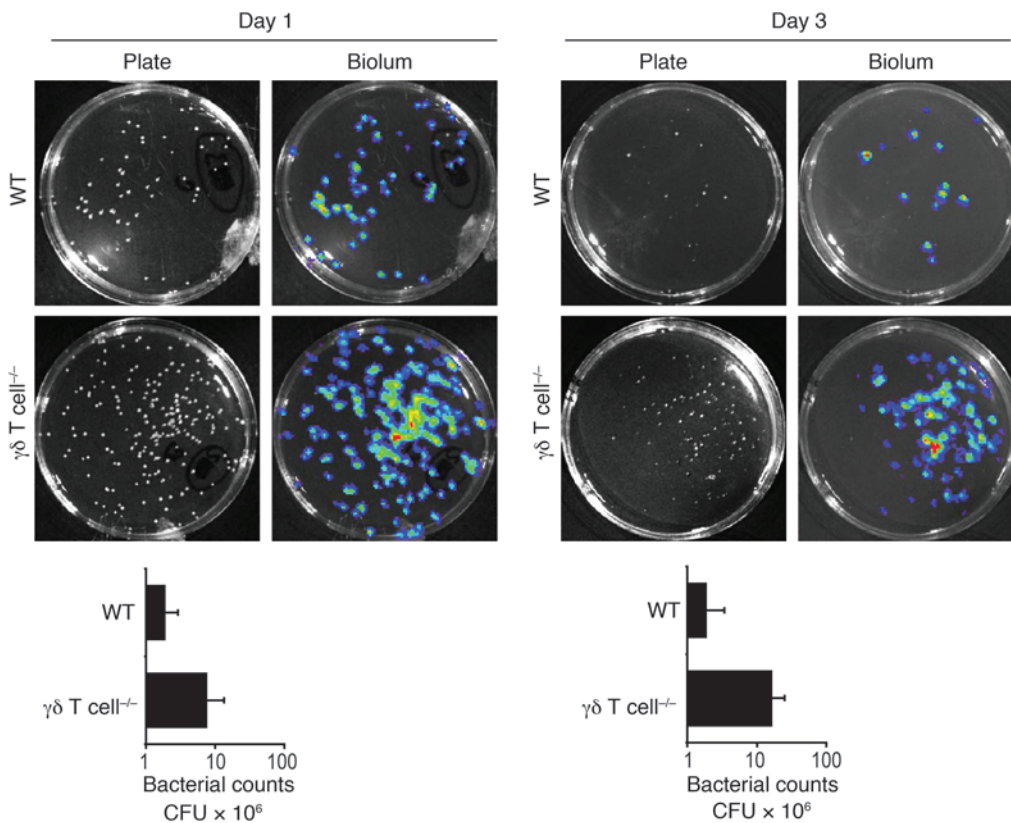 Day 1
Day 3
Plate
Biolum
Plate
Biolum
WT
γδ T cell⁻/⁻
WT
γδ T cell⁻/⁻
WT
γδ T cell⁻/⁻
1
10
100
Bacterial counts
CFU × 10⁶
WT
γδ T cell⁻/⁻
1
10
100
Bacterial counts
CFU × 10⁶